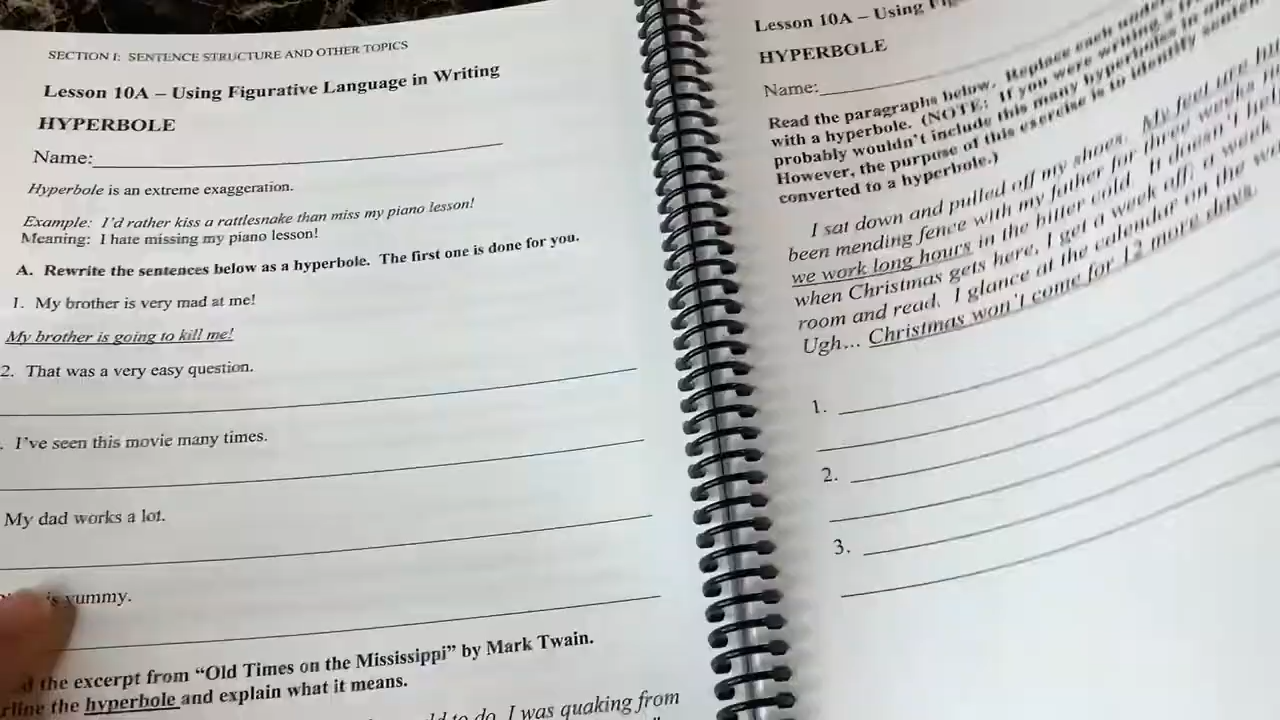 SECTION I: SENTENCE STRUCTURE AND OTHER TOPICS
Lesson 10A – Using Figurative Language in Writing
HYPERBOLE
Name:
Hyperbole is an extreme exaggeration.
Example: I'd rather kiss a rattlesnake than miss my piano lesson!
Meaning: I hate missing my piano lesson!
A. Rewrite the sentences below as a hyperbole. The first one is done for you.
1. My brother is very mad at me!
My brother is going to kill me!
2. That was a very easy question.
. I've seen this movie many times.
My dad works a lot.
is yummy.
the excerpt from “Old Times on the Mississippi” by Mark Twain.
the hyperbole and explain what it means.
to do. I was quaking from
Lesson 10A – Using
HYPERBOLE
Name:
Read the paragraphs below. Replace each
with a hyperbole. (NOTE: If you were writing
probably wouldn't include this many hyperboles in
However, the purpose of this exercise is to identify
converted to a hyperbole.)
I sat down and pulled off my shoes. My feet
been mending fence with my father for three weeks
we work long hours in the bitter cold. It doesn't
when Christmas gets here, I get a week off; a week
room and read. I glance at the calendar on the
Ugh... Christmas won't come for 12 more days.
1.
2.
3.